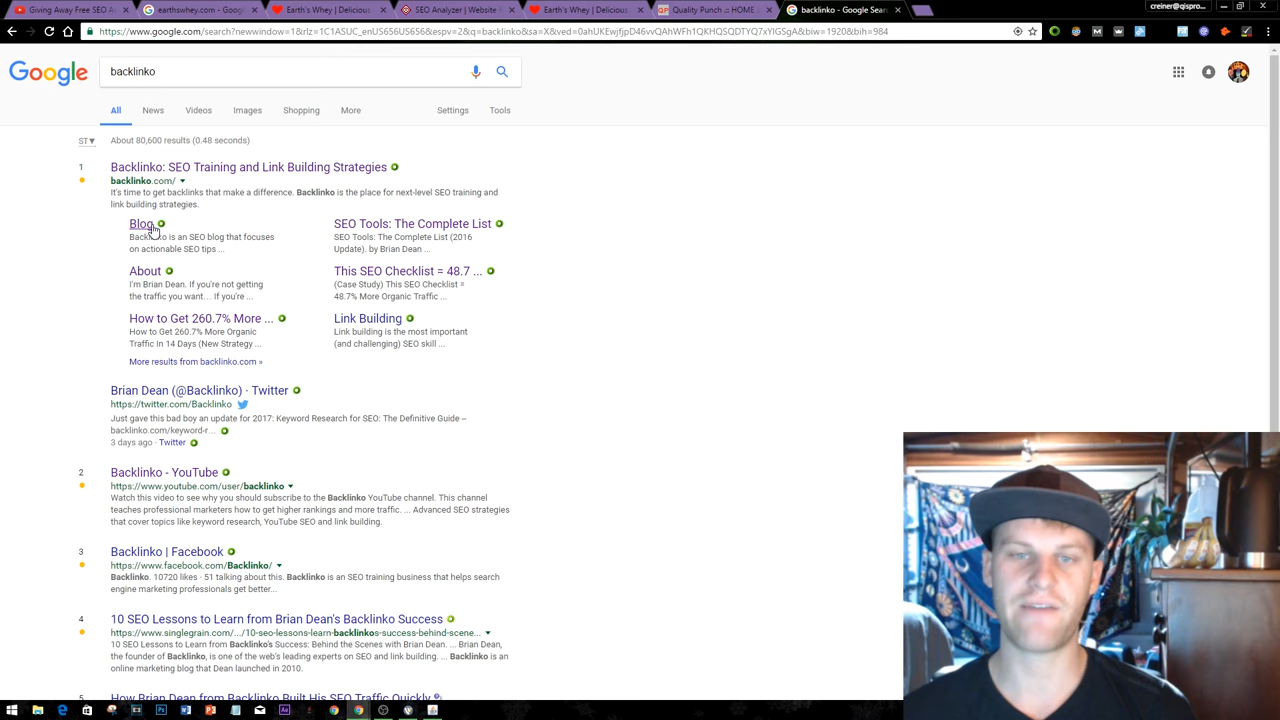 Giving Away Free SEO A
earthswhey.com - Goog
Earth's Whey | Delicious
SEO Analyzer | Website
Earth's Whey | Delicious
Quality Punch .:: HOME
backlinko - Google Sear
creiner@qispro...
https://www.google.com/search?newwindow=1&rlz=1C1ASUC_enUS656US656&espv=2&q=backlinko&sa=X&ved=0ahUKEwjfjpD46vvQAhWFh1QKHQSQDTYQ7xYIGSgA&biw=1920&bih=984
Google
backlinko
All
News
Videos
Images
Shopping
More
Settings
Tools
ST▼
About 80,600 results (0.48 seconds)
1
Backlinko: SEO Training and Link Building Strategies
backlinko.com/
It's time to get backlinks that make a difference. Backlinko is the place for next-level SEO training and
link building strategies.
Blog
Backlinko is an SEO blog that focuses
on actionable SEO tips ...
SEO Tools: The Complete List
SEO Tools: The Complete List (2016
Update). by Brian Dean ...
About
I'm Brian Dean. If you're not getting
the traffic you want… If you're ...
This SEO Checklist = 48.7 ...
(Case Study) This SEO Checklist =
48.7% More Organic Traffic ...
How to Get 260.7% More ...
How to Get 260.7% More Organic
Traffic In 14 Days (New Strategy ...
Link Building
Link building is the most important
(and challenging) SEO skill ...
More results from backlinko.com »
Brian Dean (@Backlinko) · Twitter
https://twitter.com/Backlinko
Just gave this bad boy an update for 2017: Keyword Research for SEO: The Definitive Guide –
backlinko.com/keyword-r…
3 days ago · Twitter
2
Backlinko - YouTube
https://www.youtube.com/user/backlinko
Watch this video to see why you should subscribe to the Backlinko YouTube channel. This channel
teaches professional marketers how to get higher rankings and more traffic. ... Advanced SEO strategies
that cover topics like keyword research, YouTube SEO and link building.
3
Backlinko | Facebook
https://www.facebook.com/Backlinko/
Backlinko. 10720 likes · 51 talking about this. Backlinko is an SEO training business that helps search
engine marketing professionals get better...
4
10 SEO Lessons to Learn from Brian Dean's Backlinko Success
https://www.singlegrain.com/.../10-seo-lessons-learn-backlinkos-success-behind-scene...
10 SEO Lessons to Learn from Backlinko's Success: Behind the Scenes with Brian Dean. ... Brian Dean,
the founder of Backlinko, is one of the web's leading experts on SEO and link building. ... Backlinko is an
online marketing blog that Dean launched in 2010.
5
How Brian Dean from Backlinko Built His SEO Traffic Quickly